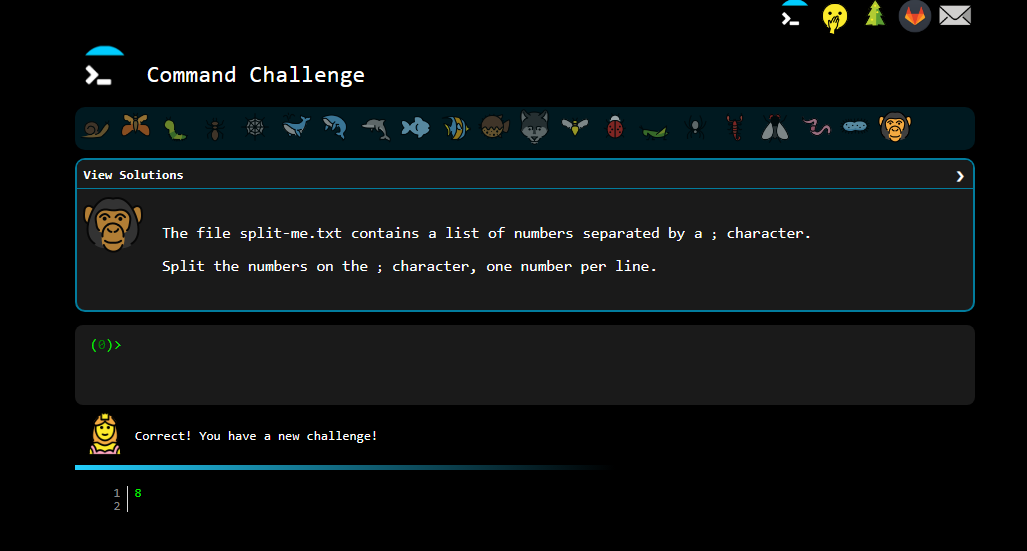 Command Challenge
View Solutions
The file split-me.txt contains a list of numbers separated by a ; character.
Split the numbers on the ; character, one number per line.
(0)>
Correct! You have a new challenge!
1 8
2